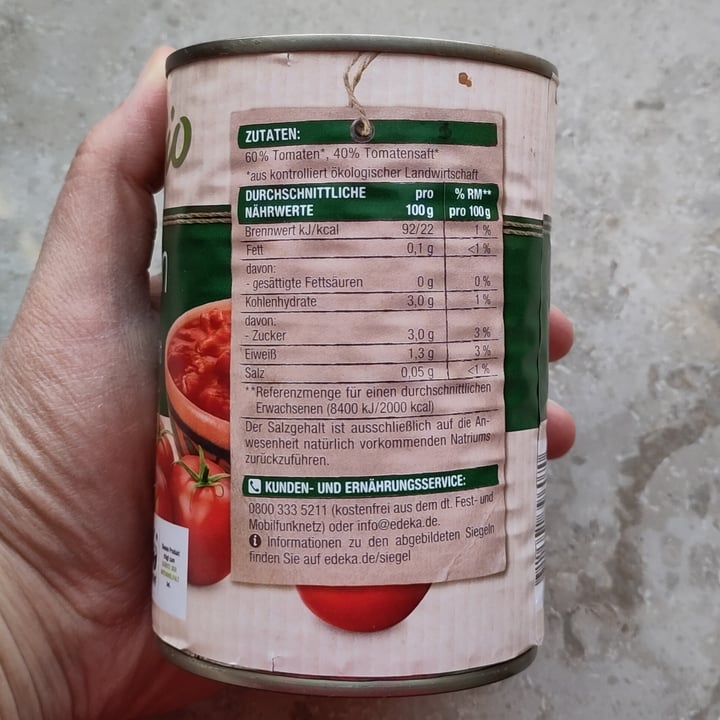 io
n
ZUTATEN:
60% Tomaten*, 40% Tomatensaft*
*aus kontrolliert ökologischer Landwirtschaft
DURCHSCHNITTLICHE pro % RM**
NÄHRWERTE 100 g pro 100 g
Brennwert kJ/kcal 92/22 1 %
Fett 0,1 g <1 %
davon:
- gesättigte Fettsäuren 0 g 0 %
Kohlenhydrate 3,0 g 1 %
davon:
- Zucker 3,0 g 3 %
Eiweiß 1,3 g 3 %
Salz 0,05 g <1 %
**Referenzmenge für einen durchschnittlichen
Erwachsenen (8400 kJ/2000 kcal)
Der Salzgehalt ist ausschließlich auf die An-
wesenheit natürlich vorkommenden Natriums
zurückzuführen.
KUNDEN- UND ERNÄHRUNGSSERVICE:
0800 333 5211 (kostenfrei aus dem dt. Fest- und
Mobilfunknetz) oder info@edeka.de.
Informationen zu den abgebildeten Siegeln
finden Sie auf edeka.de/siegel